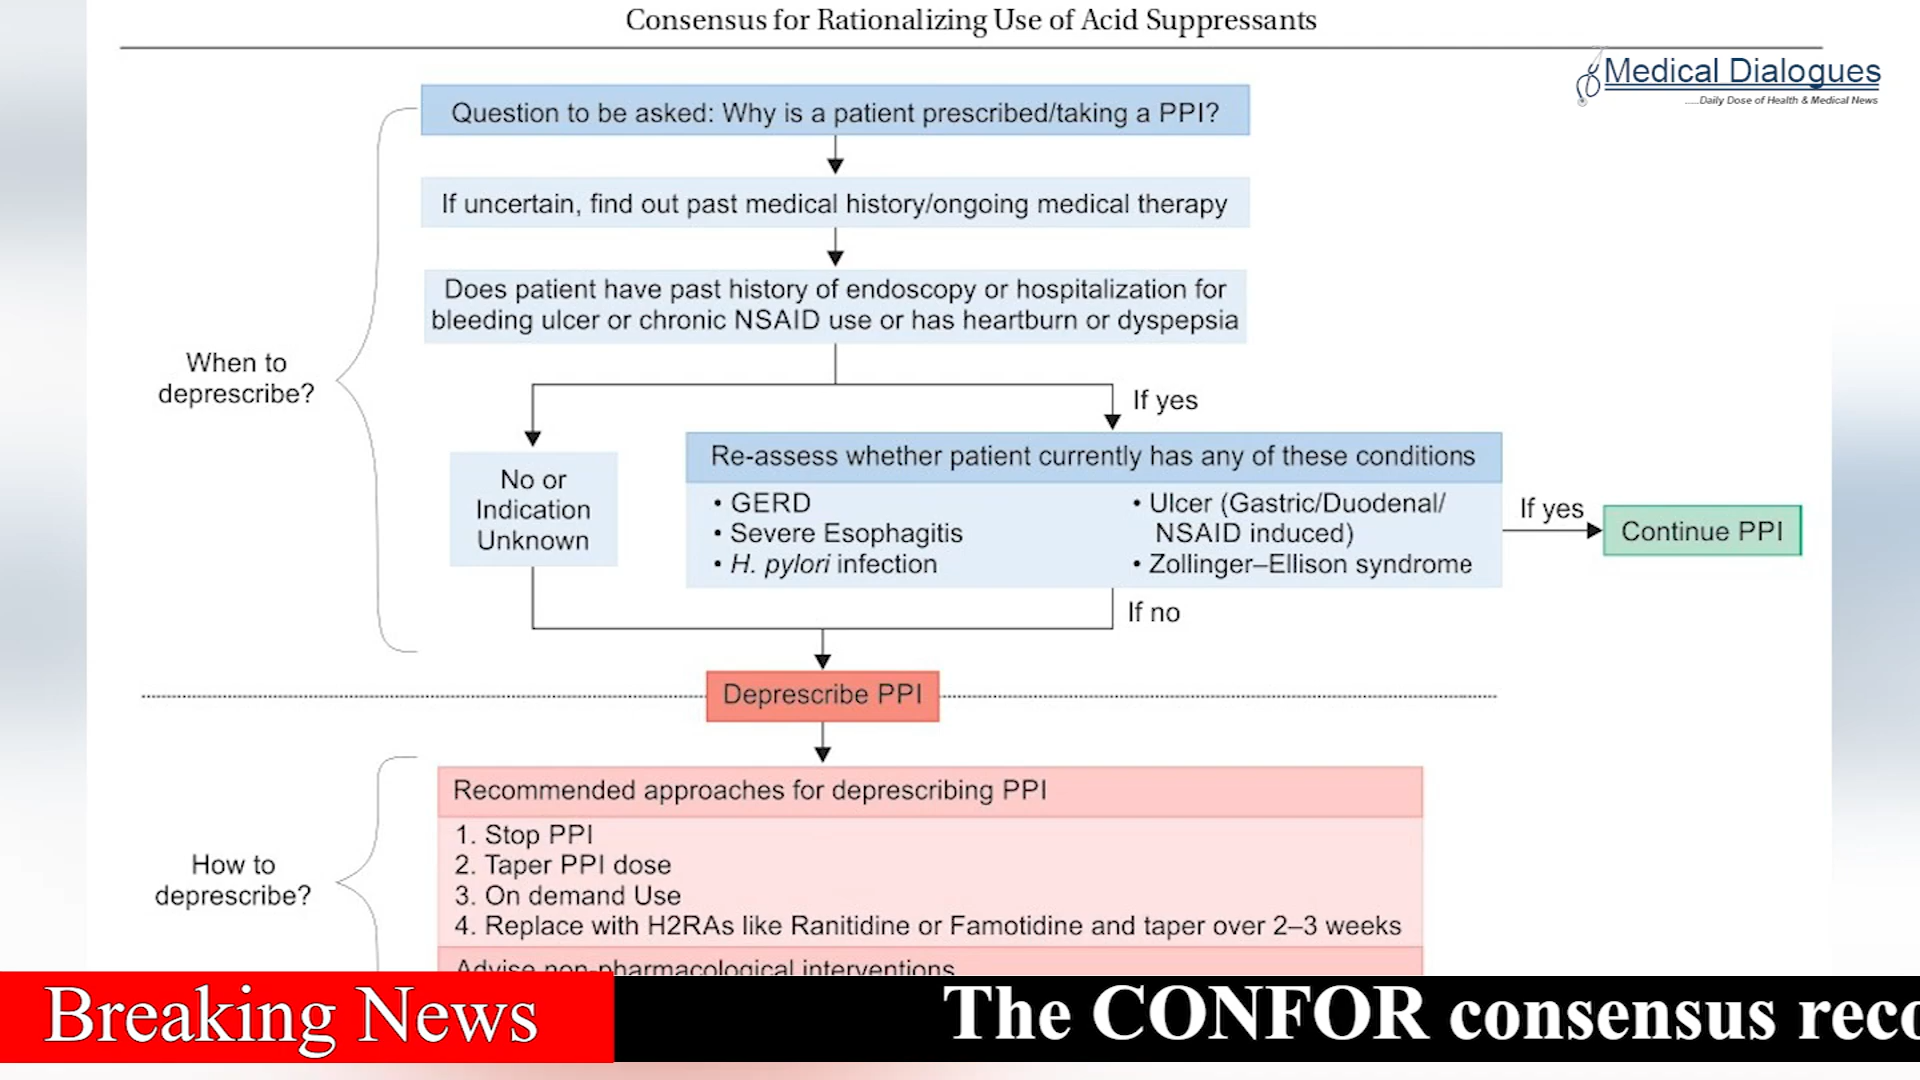 Consensus for Rationalizing Use of Acid Suppressants
Medical Dialogues
.....Daily Dose of Health & Medical News
Question to be asked: Why is a patient prescribed/taking a PPI?
If uncertain, find out past medical history/ongoing medical therapy
Does patient have past history of endoscopy or hospitalization for
bleeding ulcer or chronic NSAID use or has heartburn or dyspepsia
When to
deprescribe?
If yes
No or
Indication
Unknown
Re-assess whether patient currently has any of these conditions
• GERD
• Severe Esophagitis
• H. pylori infection
• Ulcer (Gastric/Duodenal/
NSAID induced)
• Zollinger–Ellison syndrome
If yes
Continue PPI
If no
Deprescribe PPI
How to
deprescribe?
Recommended approaches for deprescribing PPI
1. Stop PPI
2. Taper PPI dose
3. On demand Use
4. Replace with H2RAs like Ranitidine or Famotidine and taper over 2–3 weeks
Advise non-pharmacological interventions
Breaking News
The CONFOR consensus reco